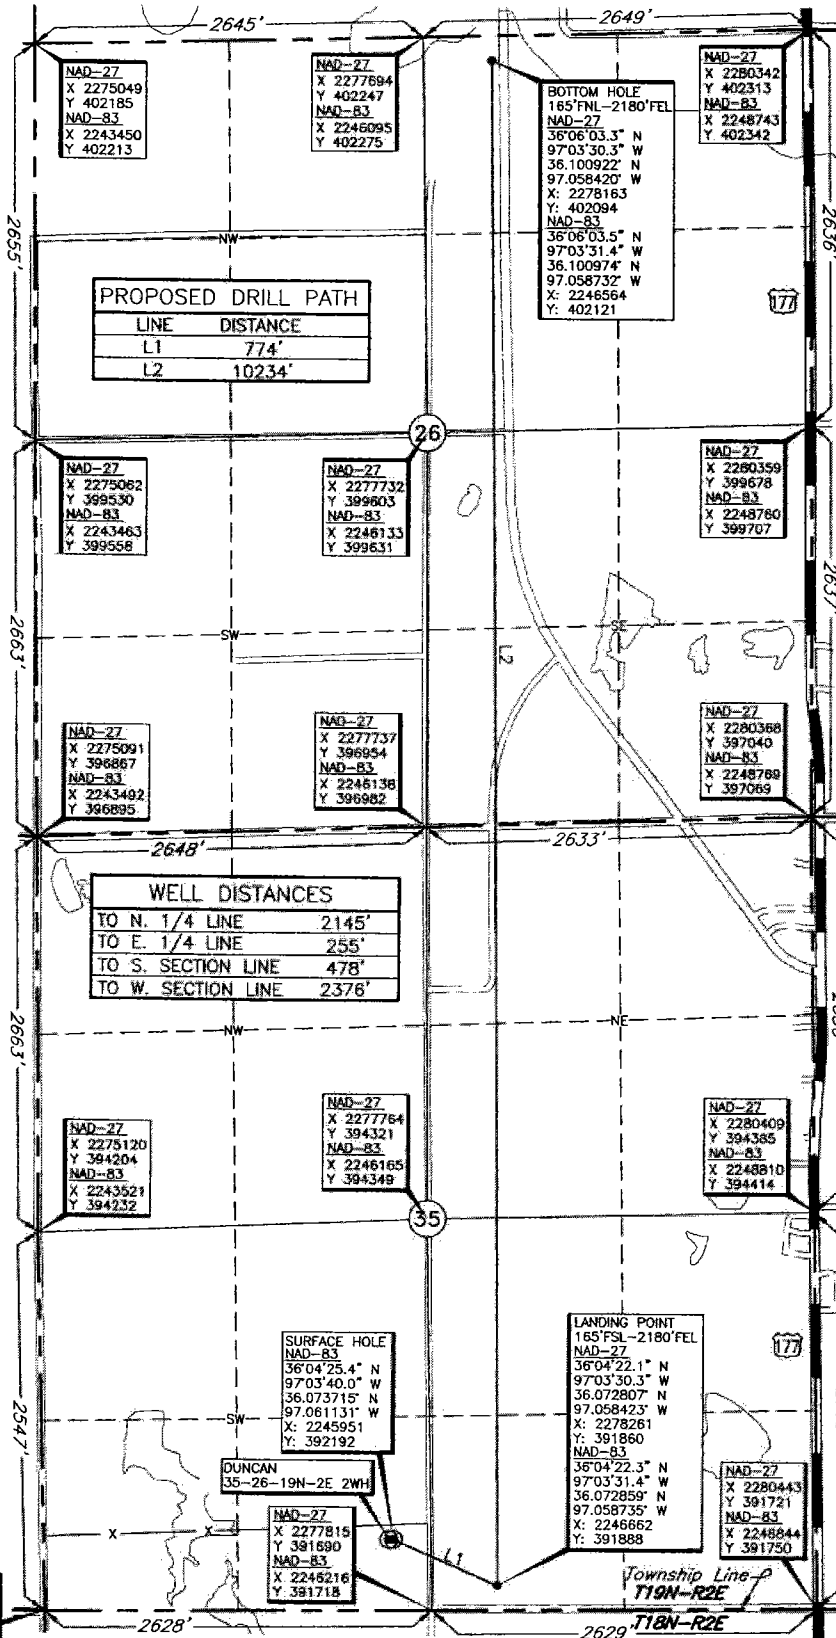 2645'
2649'
NAD-27
X 2275049
Y 402185
NAD-83
X 2243450
Y 402213
NAD-27
X 2277694
Y 402247
NAD-83
X 2246095
Y 402275
BOTTOM HOLE
165'FNL-2180'FEL
NAD-27
36°06'03.3" N
97°03'30.3" W
36.100922° N
97.058420° W
X: 2278163
Y: 402094
NAD-83
36°06'03.5" N
97°03'31.4" W
36.100974° N
97.058732° W
X: 2246564
Y: 402121
NAD-27
X 2280342
Y 402313
NAD-83
X 2248743
Y 402342
2655'
2636'
NW
177
PROPOSED DRILL PATH
LINE DISTANCE
L1 774'
L2 10234'
26
NAD-27
X 2275062
Y 399530
NAD-83
X 2243463
Y 399558
NAD-27
X 2277732
Y 399603
NAD-83
X 2246133
Y 399631
NAD-27
X 2280359
Y 399678
NAD-83
X 2248760
Y 399707
2663'
2637'
SW
SE
L2
NAD-27
X 2275091
Y 396867
NAD-83
X 2243492
Y 396895
NAD-27
X 2277737
Y 396954
NAD-83
X 2246138
Y 396982
NAD-27
X 2280368
Y 397040
NAD-83
X 2248769
Y 397069
2648'
2633'
WELL DISTANCES
TO N. 1/4 LINE 2145'
TO E. 1/4 LINE 255'
TO S. SECTION LINE 478'
TO W. SECTION LINE 2376'
2663'
NW
NE
NAD-27
X 2275120
Y 394204
NAD-83
X 2243521
Y 394232
NAD-27
X 2277764
Y 394321
NAD-83
X 2246165
Y 394349
NAD-27
X 2280409
Y 394385
NAD-83
X 2248810
Y 394414
35
SURFACE HOLE
NAD-83
36°04'25.4" N
97°03'40.0" W
36.073715° N
97.061131° W
X: 2245951
Y: 392192
LANDING POINT
165'FSL-2180'FEL
NAD-27
36°04'22.1" N
97°03'30.3" W
36.072807° N
97.058423° W
X: 2278261
Y: 391860
NAD-83
36°04'22.3" N
97°03'31.4" W
36.072859° N
97.058735° W
X: 2246662
Y: 391888
177
2547'
SW
DUNCAN
35-26-19N-2E 2WH
NAD-27
X 2277815
Y 391690
NAD-83
X 2246216
Y 391718
NAD-27
X 2280443
Y 391721
NAD-83
X 2248844
Y 391750
X
X
L1
Township Line
T19N-R2E
T18N-R2E
2628'
2629'